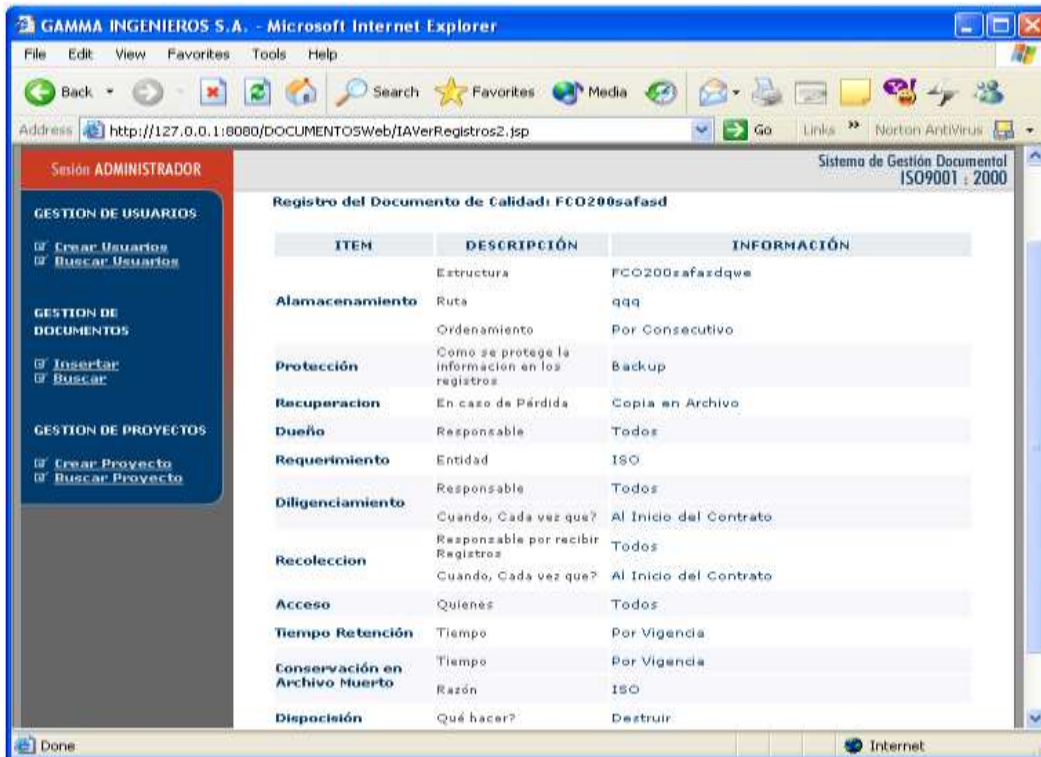 GAMMA INGENIEROS S.A. - Microsoft Internet Explorer
File Edit View Favorites Tools Help
Back Search Favorites Media
Address http://127.0.0.1:8080/DOCUMENTOSWeb/IAVerRegistros2.jsp Go Links Norton AntiVirus
Sesión ADMINISTRADOR
Sistema de Gestión Documental
ISO9001 : 2000
GESTION DE USUARIOS
Crear Usuarios
Buscar Usuarios
GESTION DE
DOCUMENTOS
Insertar
Buscar
GESTION DE PROYECTOS
Crear Proyecto
Buscar Proyecto
Registro del Documento de Calidad: FCO200safasd
ITEM DESCRIPCIÓN INFORMACIÓN
Estructura FCO200safasdqwe
Alamacenamiento Ruta qqq
Ordenamiento Por Consecutivo
Protección Como se protege la
informacion en los
registros Backup
Recuperacion En caso de Pérdida Copia en Archivo
Dueño Responsable Todos
Requerimiento Entidad ISO
Diligenciamiento Responsable Todos
Cuando, Cada vez que? Al Inicio del Contrato
Recoleccion Responsable por recibir
Registros Todos
Cuando, Cada vez que? Al Inicio del Contrato
Acceso Quienes Todos
Tiempo Retención Tiempo Por Vigencia
Conservación en
Archivo Muerto Tiempo Por Vigencia
Razón ISO
Dispocisión Qué hacer? Destruir
Done Internet